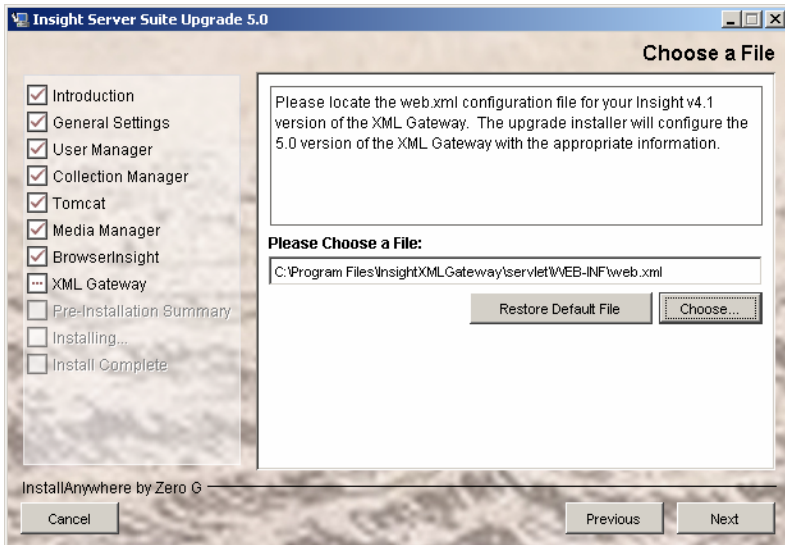 Insight Server Suite Upgrade 5.0
Choose a File
Introduction
General Settings
User Manager
Collection Manager
Tomcat
Media Manager
BrowserInsight
XML Gateway
Pre-Installation Summary
Installing...
Install Complete
Please locate the web.xml configuration file for your Insight v4.1
version of the XML Gateway. The upgrade installer will configure the
5.0 version of the XML Gateway with the appropriate information.
Please Choose a File:
C:\Program Files\InsightXMLGateway\servlet\WEB-INF\web.xml
Restore Default File
Choose...
InstallAnywhere by Zero G
Cancel
Previous
Next